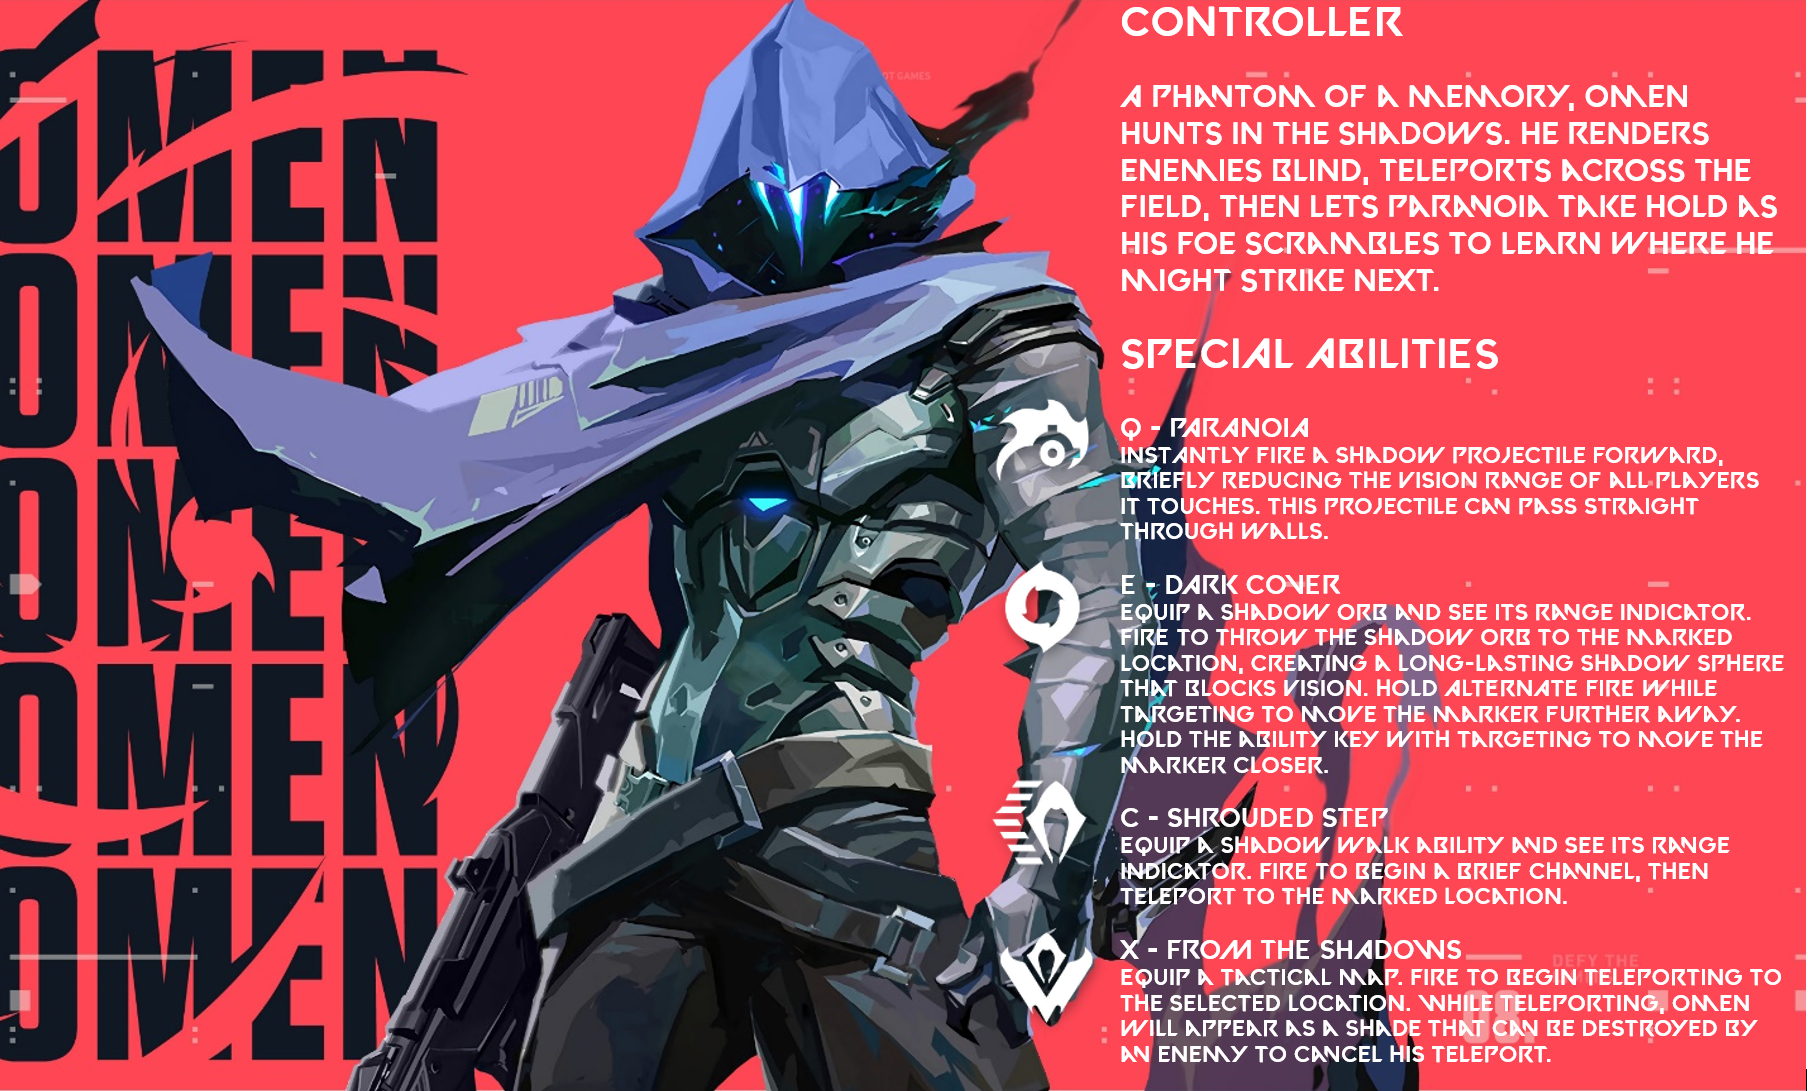 OMEN
OMEN
OMEN
OMEN
OMEN
OT GAMES
CONTROLLER
A PHANTOM OF A MEMORY, OMEN
HUNTS IN THE SHADOWS. HE RENDERS
ENEMIES BLIND, TELEPORTS ACROSS THE
FIELD, THEN LETS PARANOIA TAKE HOLD AS
HIS FOE SCRAMBLES TO LEARN WHERE HE
MIGHT STRIKE NEXT.
SPECIAL ABILITIES
Q - PARANOIA
INSTANTLY FIRE A SHADOW PROJECTILE FORWARD,
BRIEFLY REDUCING THE VISION RANGE OF ALL PLAYERS
IT TOUCHES. THIS PROJECTILE CAN PASS STRAIGHT
THROUGH WALLS.
E - DARK COVER
EQUIP A SHADOW ORB AND SEE ITS RANGE INDICATOR.
FIRE TO THROW THE SHADOW ORB TO THE MARKED
LOCATION, CREATING A LONG-LASTING SHADOW SPHERE
THAT BLOCKS VISION. HOLD ALTERNATE FIRE WHILE
TARGETING TO MOVE THE MARKER FURTHER AWAY.
HOLD THE ABILITY KEY WITH TARGETING TO MOVE THE
MARKER CLOSER.
C - SHROUDED STEP
EQUIP A SHADOW WALK ABILITY AND SEE ITS RANGE
INDICATOR. FIRE TO BEGIN A BRIEF CHANNEL, THEN
TELEPORT TO THE MARKED LOCATION.
X - FROM THE SHADOWS
DEFY THE
EQUIP A TACTICAL MAP. FIRE TO BEGIN TELEPORTING TO
THE SELECTED LOCATION. WHILE TELEPORTING, OMEN
WILL APPEAR AS A SHADE THAT CAN BE DESTROYED BY
AN ENEMY TO CANCEL HIS TELEPORT.
08.